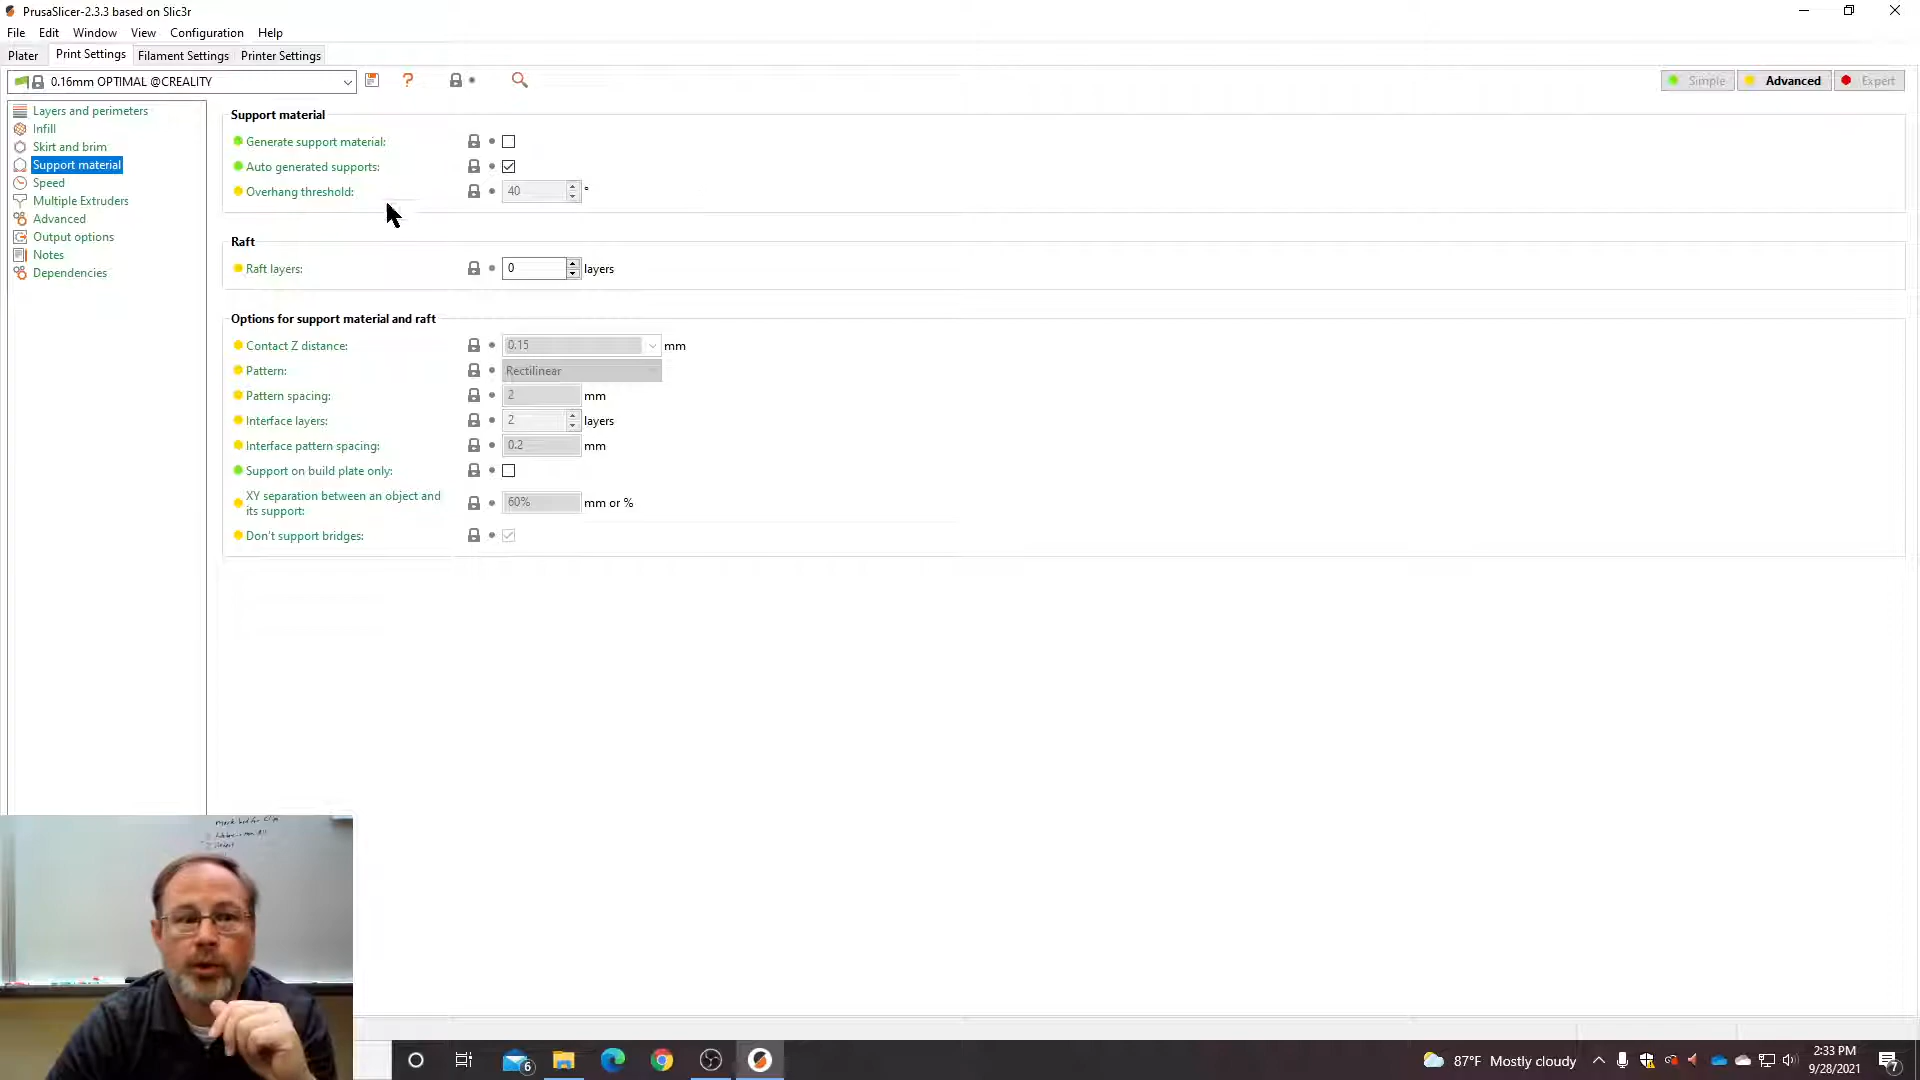 PrusaSlicer-2.3.3 based on Slic3r
File Edit Window View Configuration Help
Plater Print Settings Filament Settings Printer Settings
0.16mm OPTIMAL @CREALITY ? Simple Advanced Expert
Layers and perimeters
Infill
Skirt and brim
Support material
Speed
Multiple Extruders
Advanced
Output options
Notes
Dependencies
Support material
Generate support material:
Auto generated supports:
Overhang threshold: 40 °
Raft
Raft layers: 0 layers
Options for support material and raft
Contact Z distance: 0.15 mm
Pattern: Rectilinear
Pattern spacing: 2 mm
Interface layers: 2 layers
Interface pattern spacing: 0.2 mm
Support on build plate only:
XY separation between an object and
its support: 60% mm or %
Don't support bridges:
6 87°F Mostly cloudy 2:33 PM
9/28/2021 7